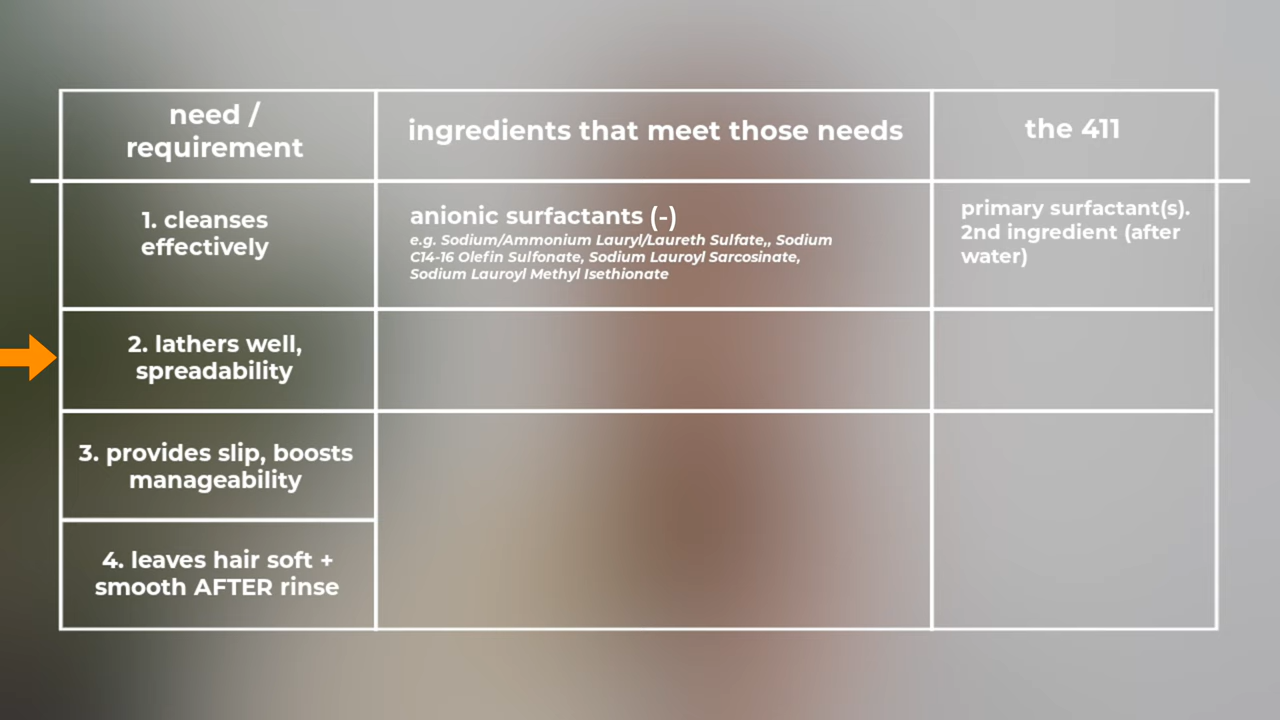 need /
requirement
ingredients that meet those needs
the 411
1. cleanses
effectively
anionic surfactants (-)
e.g. Sodium/Ammonium Lauryl/Laureth Sulfate,, Sodium
C14-16 Olefin Sulfonate, Sodium Lauroyl Sarcosinate,
Sodium Lauroyl Methyl Isethionate
primary surfactant(s).
2nd ingredient (after
water)
2. lathers well,
spreadability
3. provides slip, boosts
manageability
4. leaves hair soft +
smooth AFTER rinse